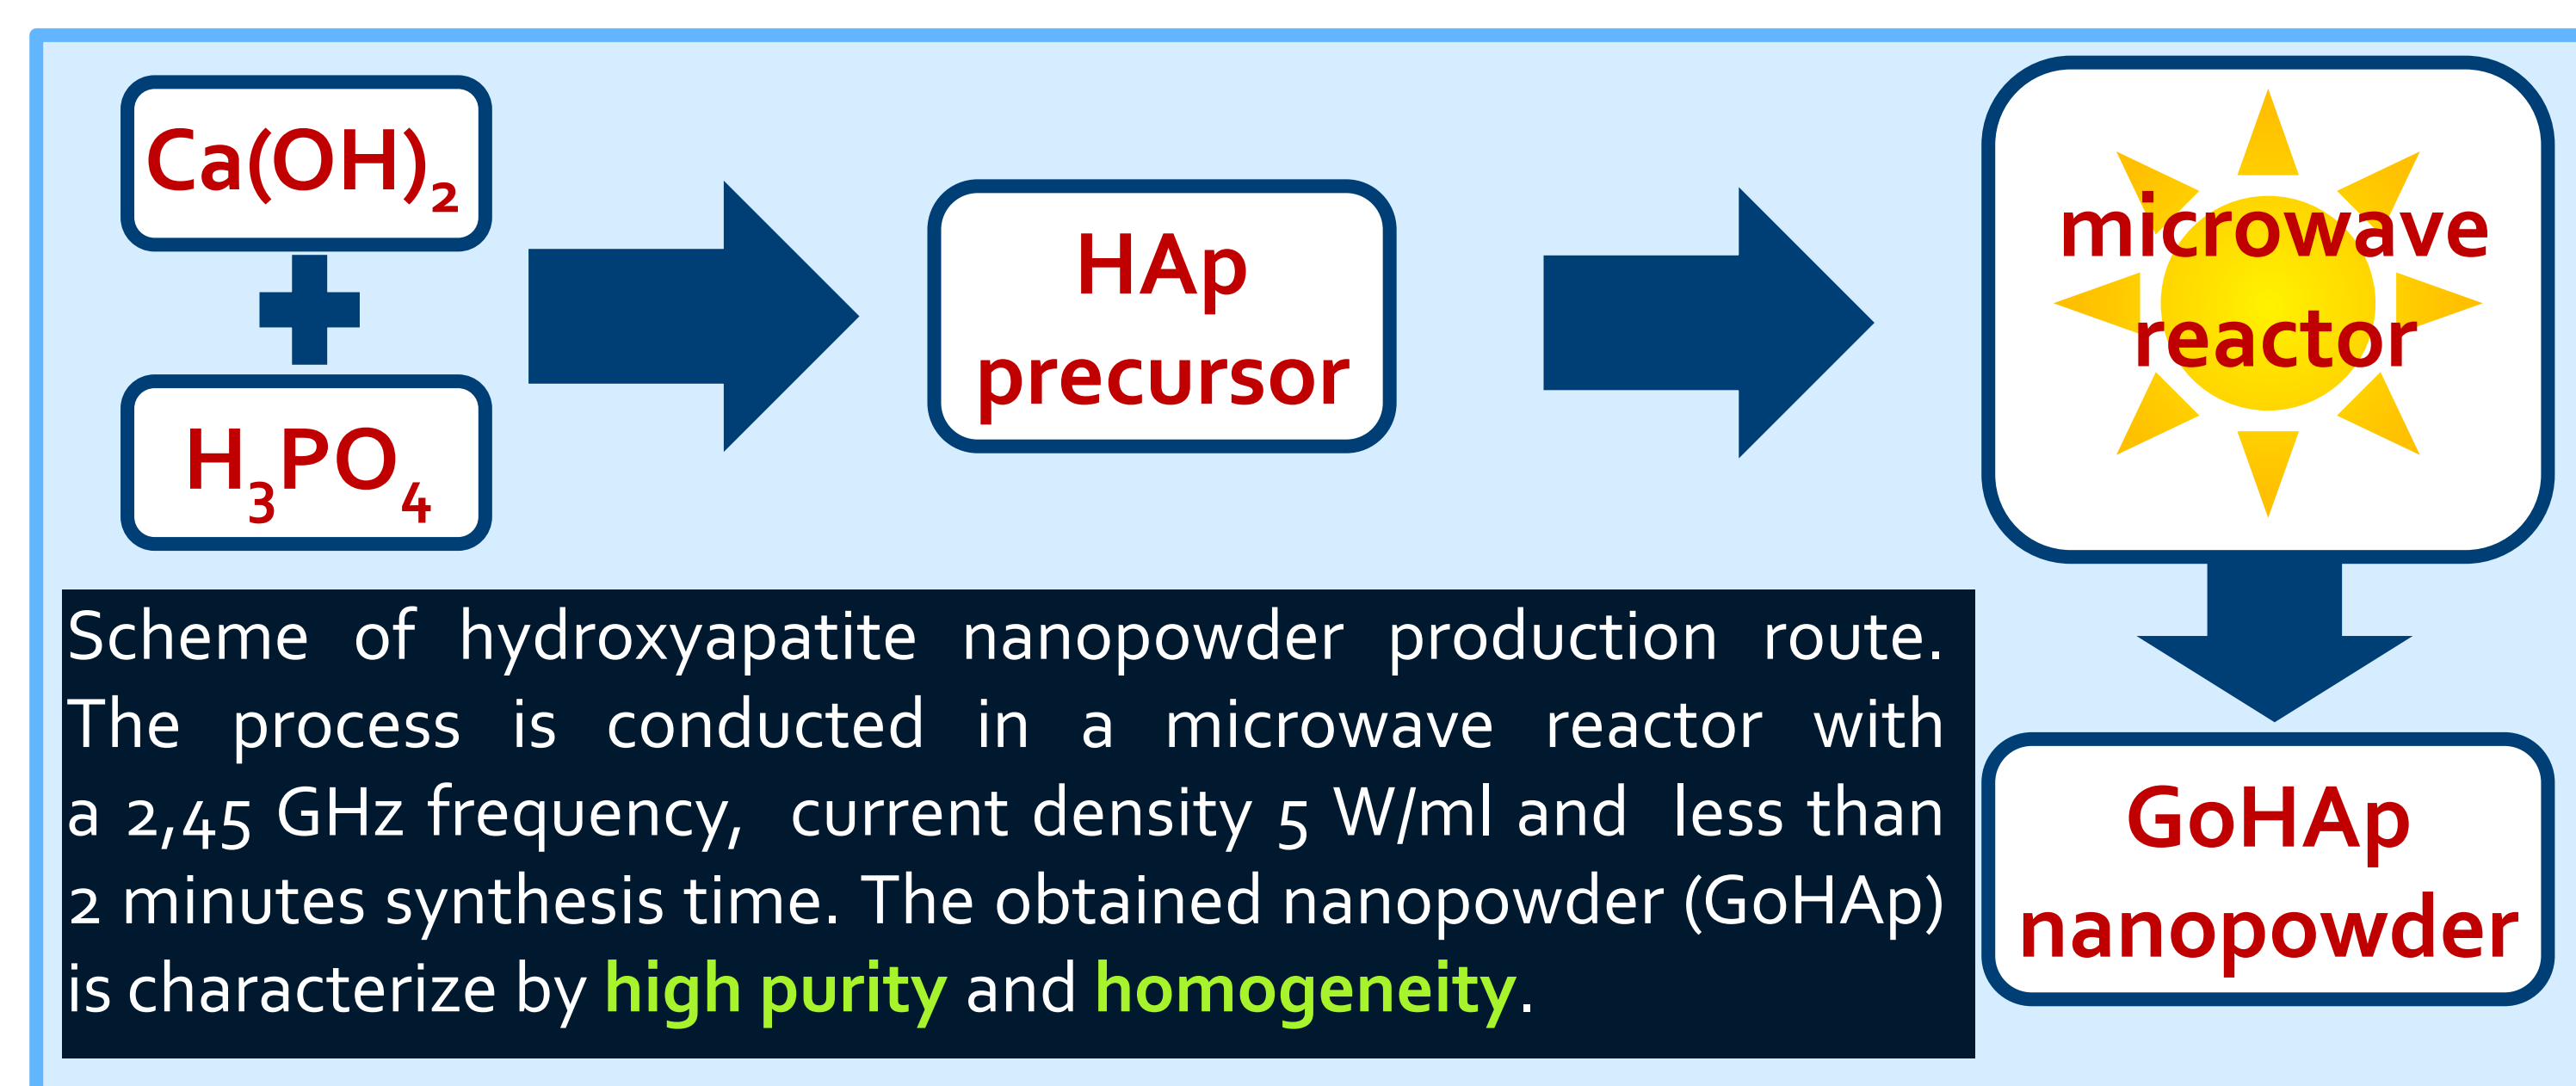 Ca(OH)₂
H₃PO₄
HAp
precursor
microwave
reactor
Scheme of hydroxyapatite nanopowder production route.
The process is conducted in a microwave reactor with
a 2,45 GHz frequency, current density 5 W/ml and less than
2 minutes synthesis time. The obtained nanopowder (GoHAp)
is characterize by high purity and homogeneity.
GoHAp
nanopowder